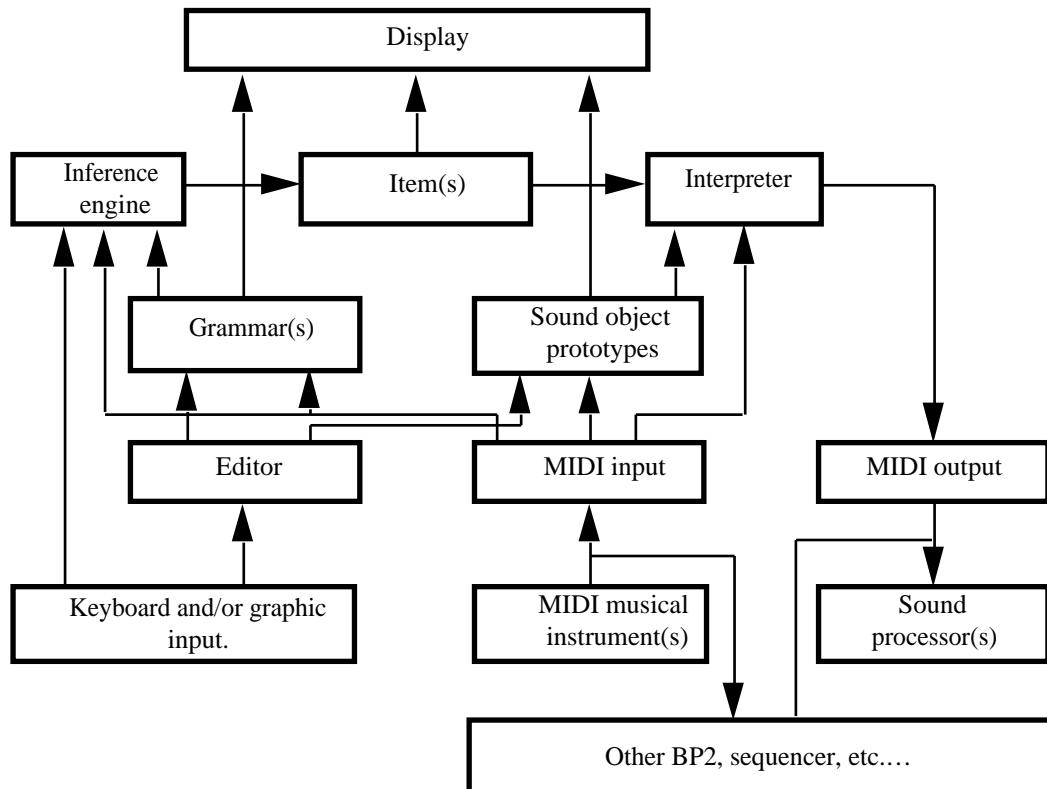 Display
Inference
engine
Item(s)
Interpreter
Grammar(s)
Sound object
prototypes
Editor
MIDI input
MIDI output
Keyboard and/or graphic
input.
MIDI musical
instrument(s)
Sound
processor(s)
Other BP2, sequencer, etc.…